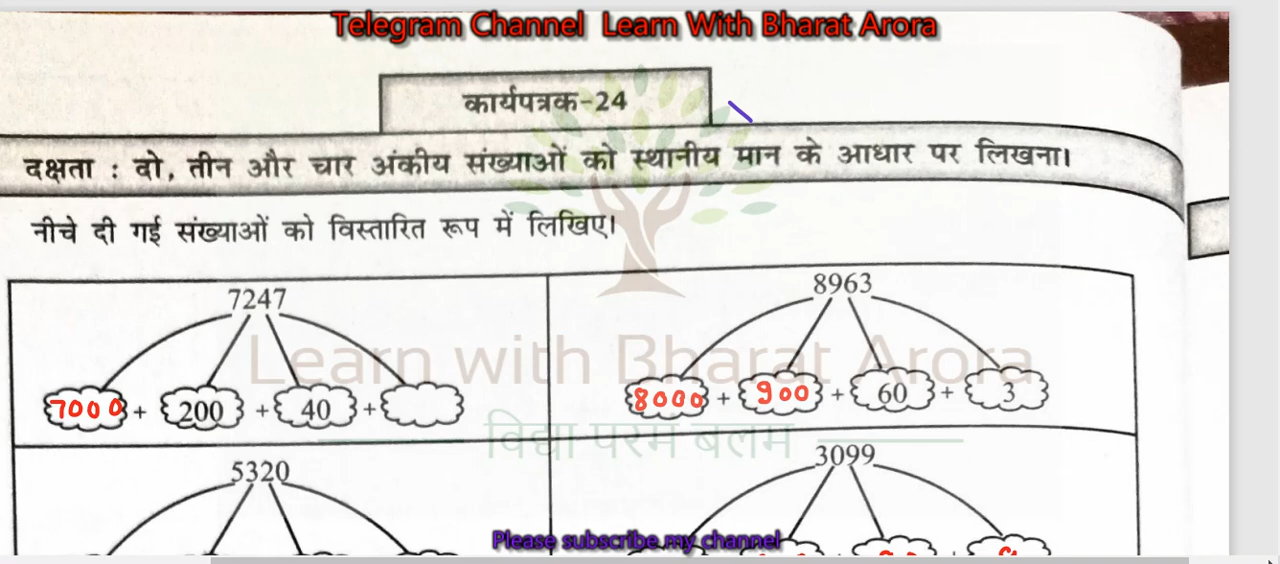 Telegram Channel Learn With Bharat Arora
कार्यपत्रक-24
दक्षता : दो, तीन और चार अंकीय संख्याओं को स्थानीय मान के आधार पर लिखना।
नीचे दी गई संख्याओं को विस्तारित रूप में लिखिए।
7247
7000 + 200 + 40 +
8963
8000 + 900 + 60 + 3
Learn with Bharat Arora
विद्या परम बलम
5320
3099
Please subscribe my channel